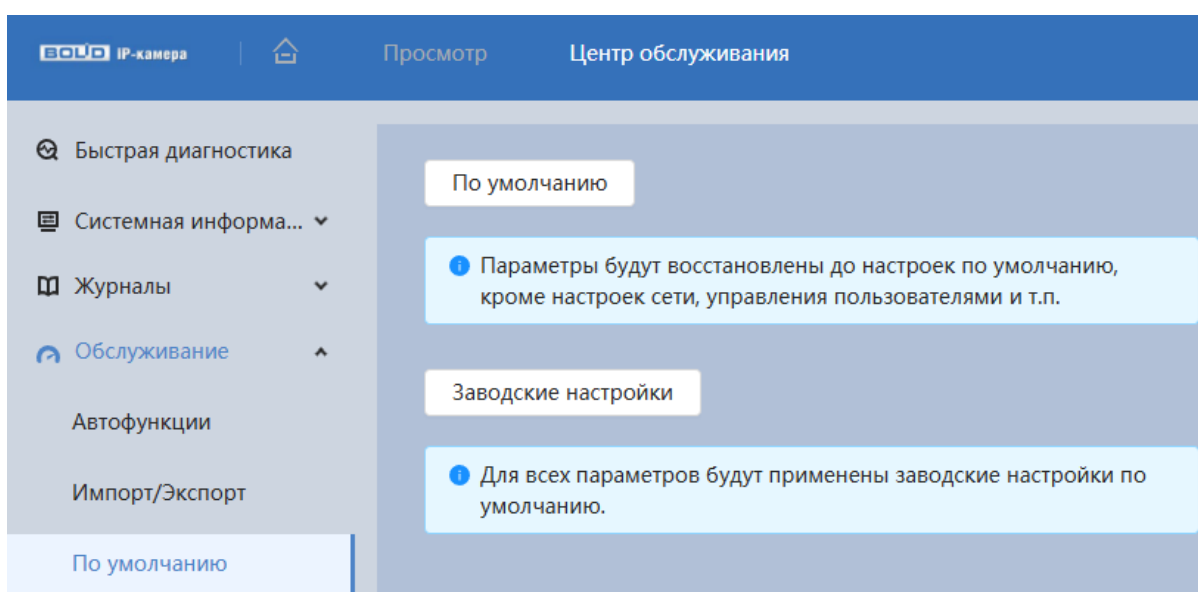 BOLID IP-камера
Просмотр
Центр обслуживания
Быстрая диагностика
Системная информа...
Журналы
Обслуживание
Автофункции
Импорт/Экспорт
По умолчанию
По умолчанию
Параметры будут восстановлены до настроек по умолчанию,
кроме настроек сети, управления пользователями и т.п.
Заводские настройки
Для всех параметров будут применены заводские настройки по
умолчанию.